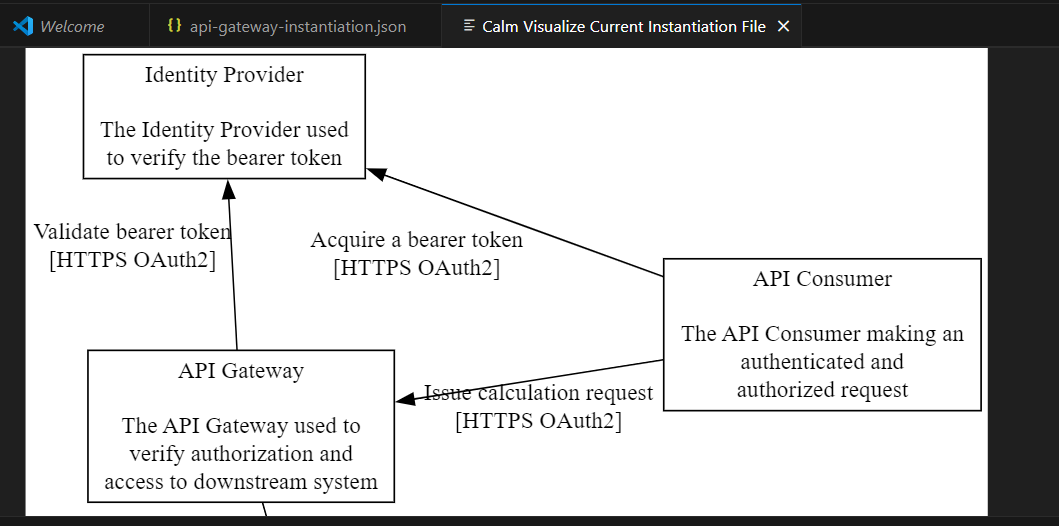 Welcome
{} api-gateway-instantiation.json
Calm Visualize Current Instantiation File
Identity Provider
The Identity Provider used
to verify the bearer token
Validate bearer token
[HTTPS OAuth2]
Acquire a bearer token
[HTTPS OAuth2]
API Consumer
The API Consumer making an
authenticated and
authorized request
Issue calculation request
[HTTPS OAuth2]
API Gateway
The API Gateway used to
verify authorization and
access to downstream system